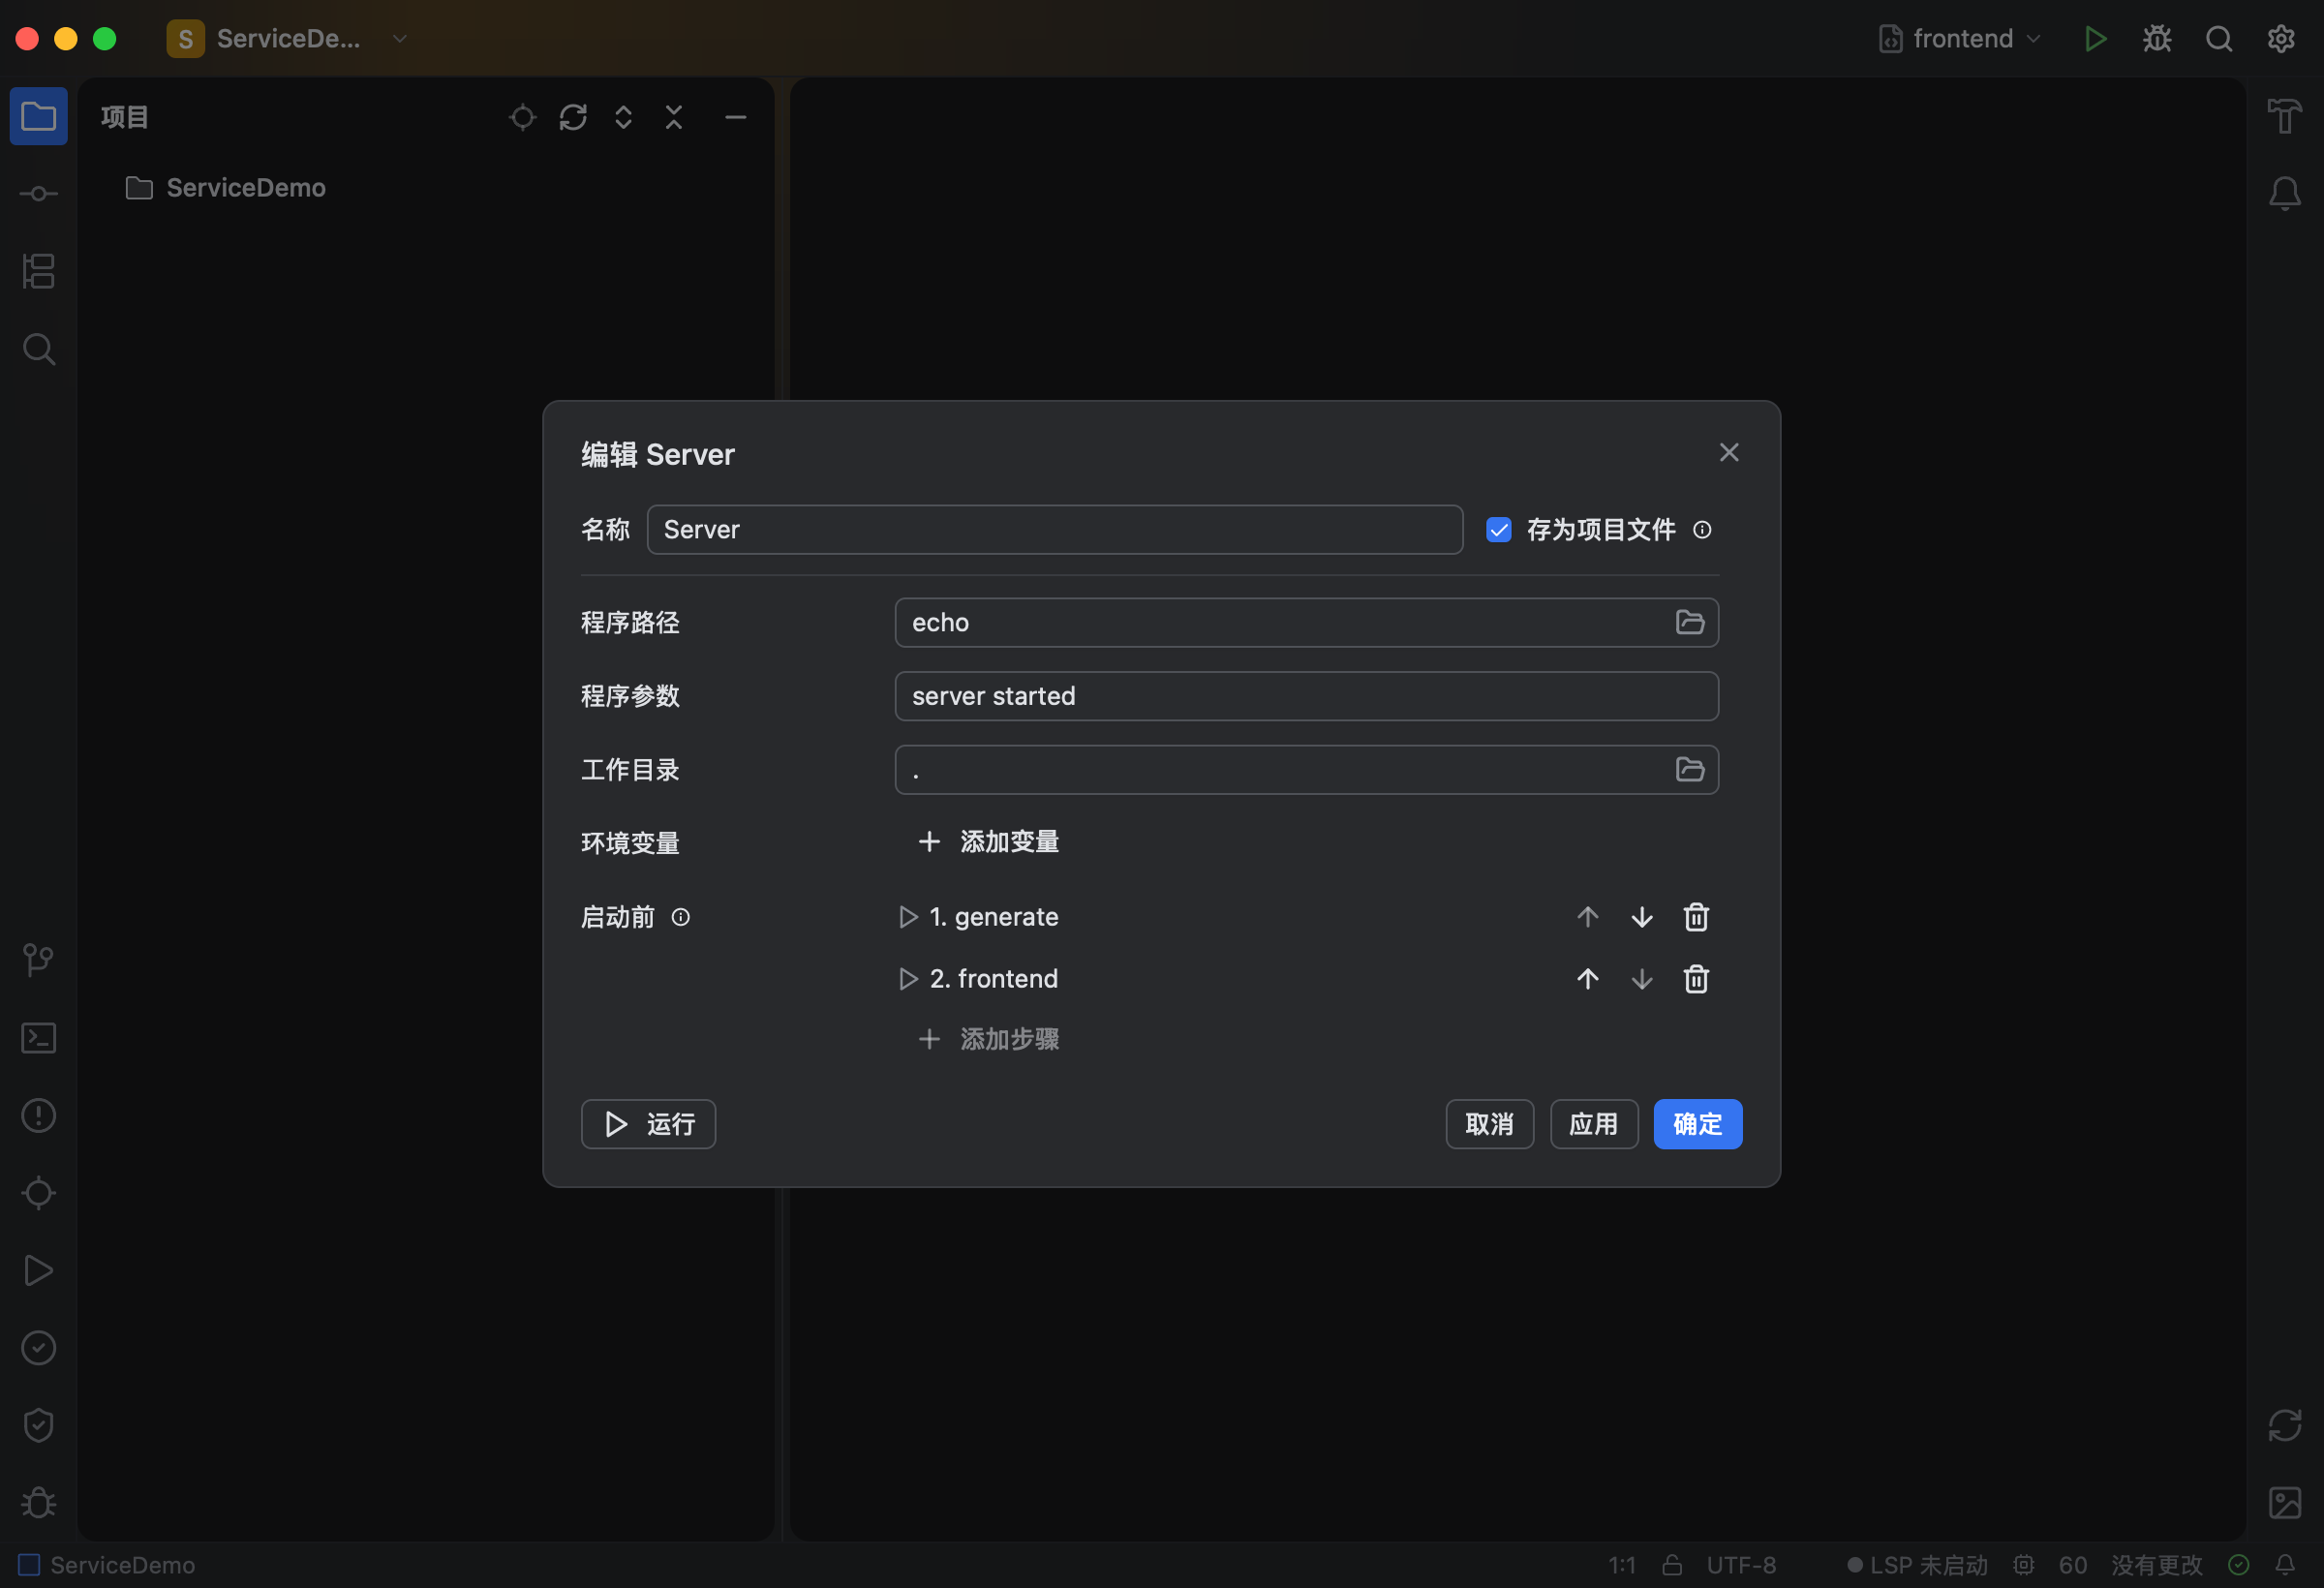 S ServiceDe...
frontend
项目
ServiceDemo
编辑 Server
名称 Server 存为项目文件
程序路径 echo
程序参数 server started
工作目录 .
环境变量 添加变量
启动前 1. generate
2. frontend
添加步骤
运行 取消 应用 确定
ServiceDemo 1:1 UTF-8 LSP 未启动 60 没有更改